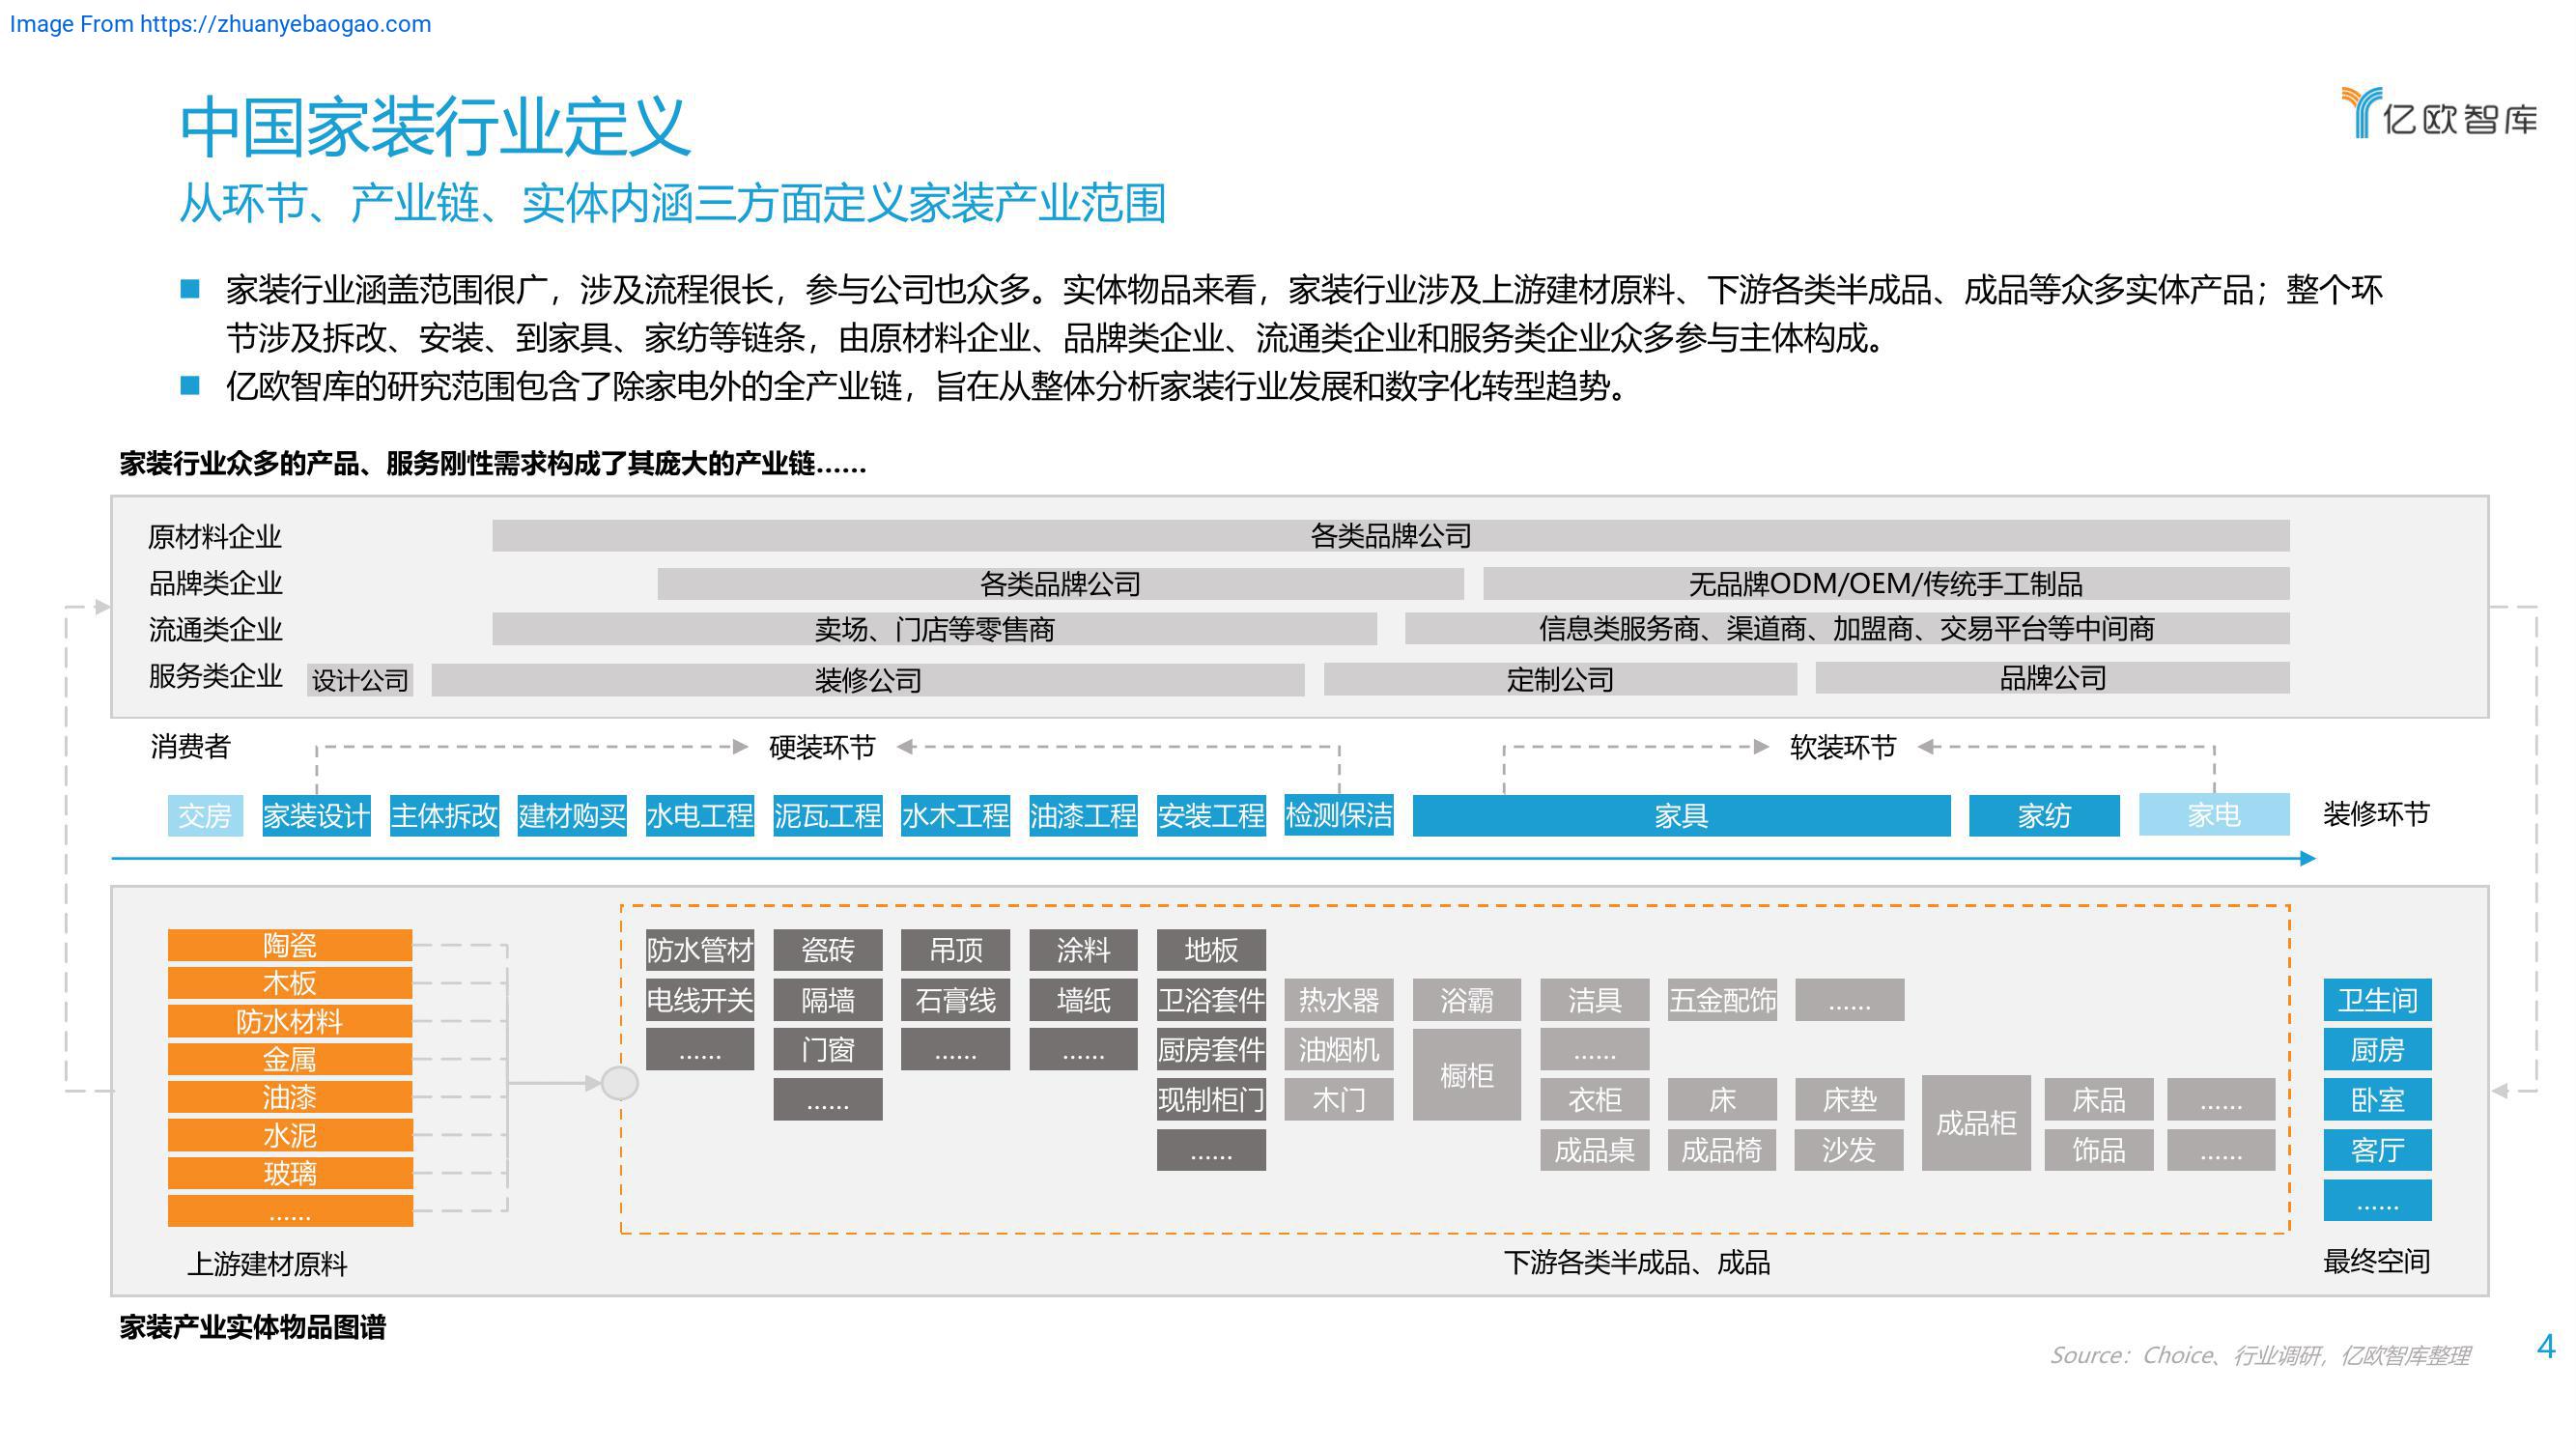 Image From https://zhuanyebaogao.com
中国家装行业定义
亿欧智库
从环节、产业链、实体内涵三方面定义家装产业范围
家装行业涵盖范围很广，涉及流程很长，参与公司也众多。实体物品来看，家装行业涉及上游建材原料、下游各类半成品、成品等众多实体产品；整个环
节涉及拆改、安装、到家具、家纺等链条，由原材料企业、品牌类企业、流通类企业和服务类企业众多参与主体构成。
亿欧智库的研究范围包含了除家电外的全产业链，旨在从整体分析家装行业发展和数字化转型趋势。
家装行业众多的产品、服务刚性需求构成了其庞大的产业链……
原材料企业 各类品牌公司
品牌类企业 各类品牌公司 无品牌ODM/OEM/传统手工制品
流通类企业 卖场、门店等零售商 信息类服务商、渠道商、加盟商、交易平台等中间商
服务类企业 设计公司 装修公司 定制公司 品牌公司
消费者 硬装环节 软装环节
交房 家装设计 主体拆改 建材购买 水电工程 泥瓦工程 水木工程 油漆工程 安装工程 检测保洁 家具 家纺 家电 装修环节
陶瓷
木板
防水材料
金属
油漆
水泥
玻璃
……
上游建材原料
防水管材 瓷砖 吊顶 涂料 地板
电线开关 隔墙 石膏线 墙纸 卫浴套件 热水器 浴霸 洁具 五金配饰 ……
…… 门窗 …… …… 厨房套件 油烟机 橱柜 ……
…… 现制柜门 木门 衣柜 床 床垫 成品柜 床品 ……
…… 成品桌 成品椅 沙发 饰品 ……
下游各类半成品、成品
卫生间
厨房
卧室
客厅
……
最终空间
家装产业实体物品图谱
Source：Choice、行业调研，亿欧智库整理
4